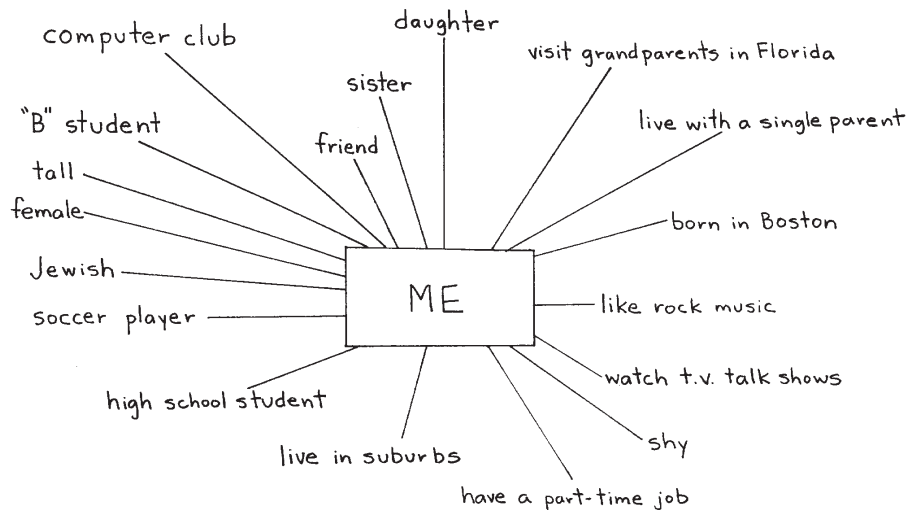 daughter
computer club
visit grandparents in Florida
sister
"B" student
live with a single parent
friend
tall
female
born in Boston
Jewish
ME
like rock music
soccer player
watch t.v. talk shows
high school student
shy
live in suburbs
have a part-time job